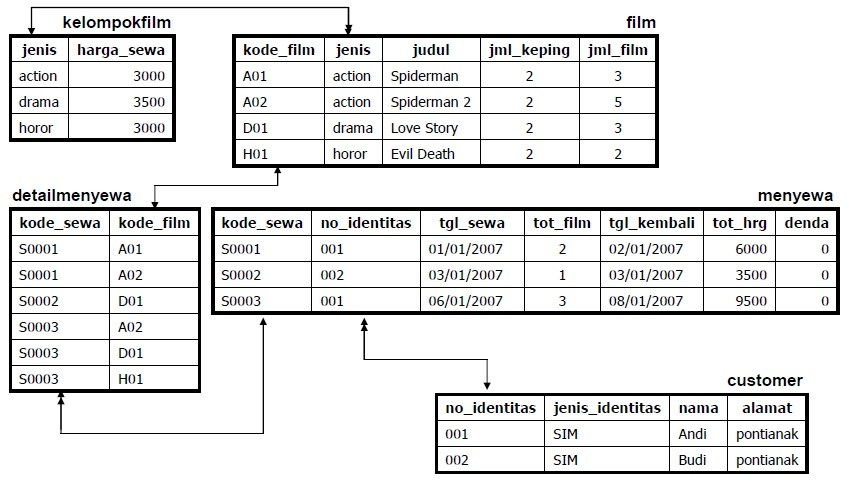 kelompokfilm
jenis harga_sewa
action 3000
drama 3500
horor 3000
film
kode_film jenis judul jml_keping jml_film
A01 action Spiderman 2 3
A02 action Spiderman 2 2 5
D01 drama Love Story 2 3
H01 horor Evil Death 2 2
detailmenyewa
kode_sewa kode_film
S0001 A01
S0001 A02
S0002 D01
S0003 A02
S0003 D01
S0003 H01
menyewa
kode_sewa no_identitas tgl_sewa tot_film tgl_kembali tot_hrg denda
S0001 001 01/01/2007 2 02/01/2007 6000 0
S0002 002 03/01/2007 1 03/01/2007 3500 0
S0003 001 06/01/2007 3 08/01/2007 9500 0
customer
no_identitas jenis_identitas nama alamat
001 SIM Andi pontianak
002 SIM Budi pontianak